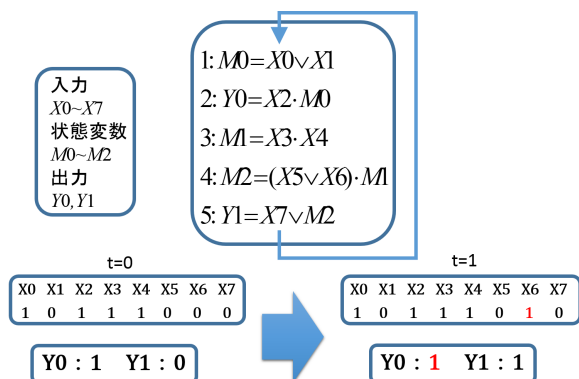 入力
X0~X7
状態変数
M0~M2
出力
Y0,Y1
1: M0=X0∨X1
2: Y0=X2·M0
3: M1=X3·X4
4: M2=(X5∨X6)·M1
5: Y1=X7∨M2
t=0
X0 X1 X2 X3 X4 X5 X6 X7
1 0 1 1 1 0 0 0
Y0 : 1 Y1 : 0
t=1
X0 X1 X2 X3 X4 X5 X6 X7
1 0 1 1 1 0 1 0
Y0 : 1 Y1 : 1